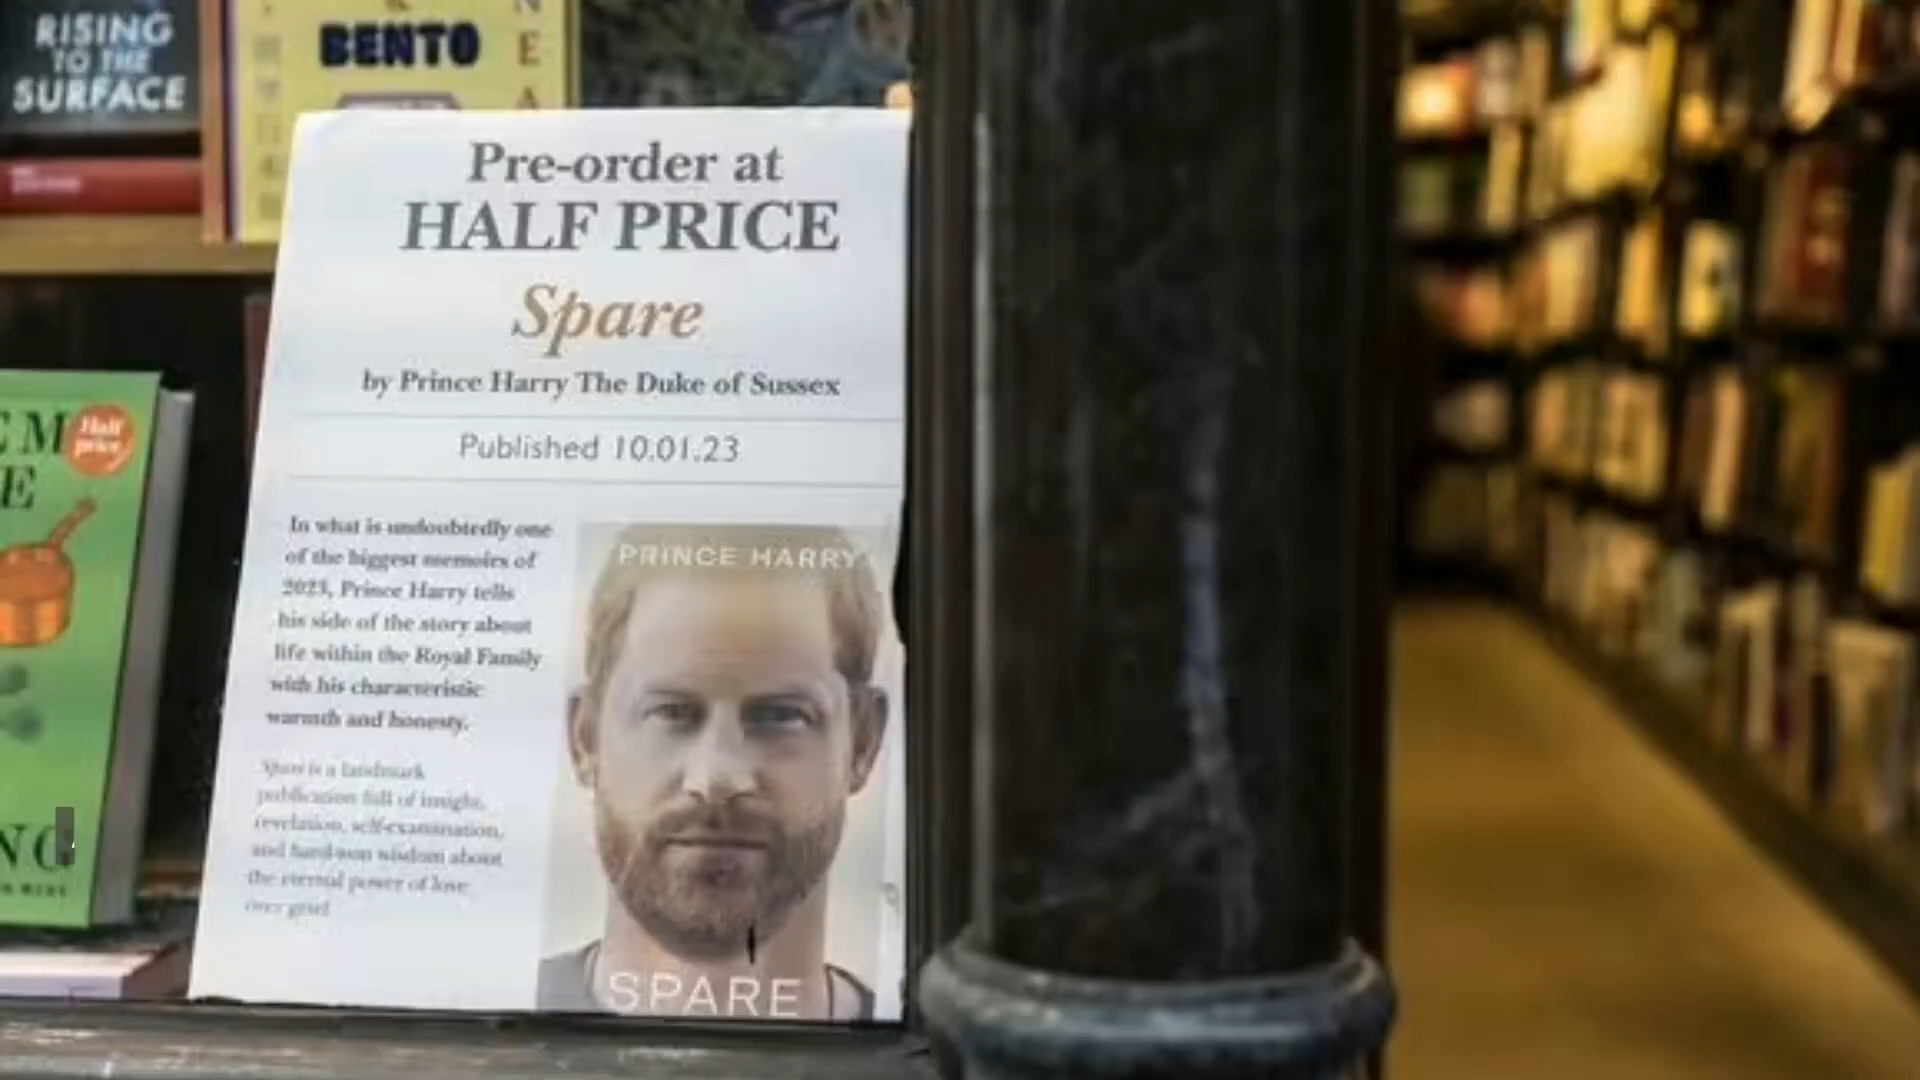 RISING
TO THE
SURFACE
&
BENTO
N
E
A
Pre-order at
HALF PRICE
Spare
by Prince Harry The Duke of Sussex
Published 10.01.23
In what is undoubtedly one
of the biggest memoirs of
2023, Prince Harry tells
his side of the story about
life within the Royal Family
with his characteristic
warmth and honesty.
Spare is a landmark
publication full of insight,
revelation, self-examination,
and hard-won wisdom about
the eternal power of love
over grief.
PRINCE HARRY
SPARE
EM
E
Half
price
NG